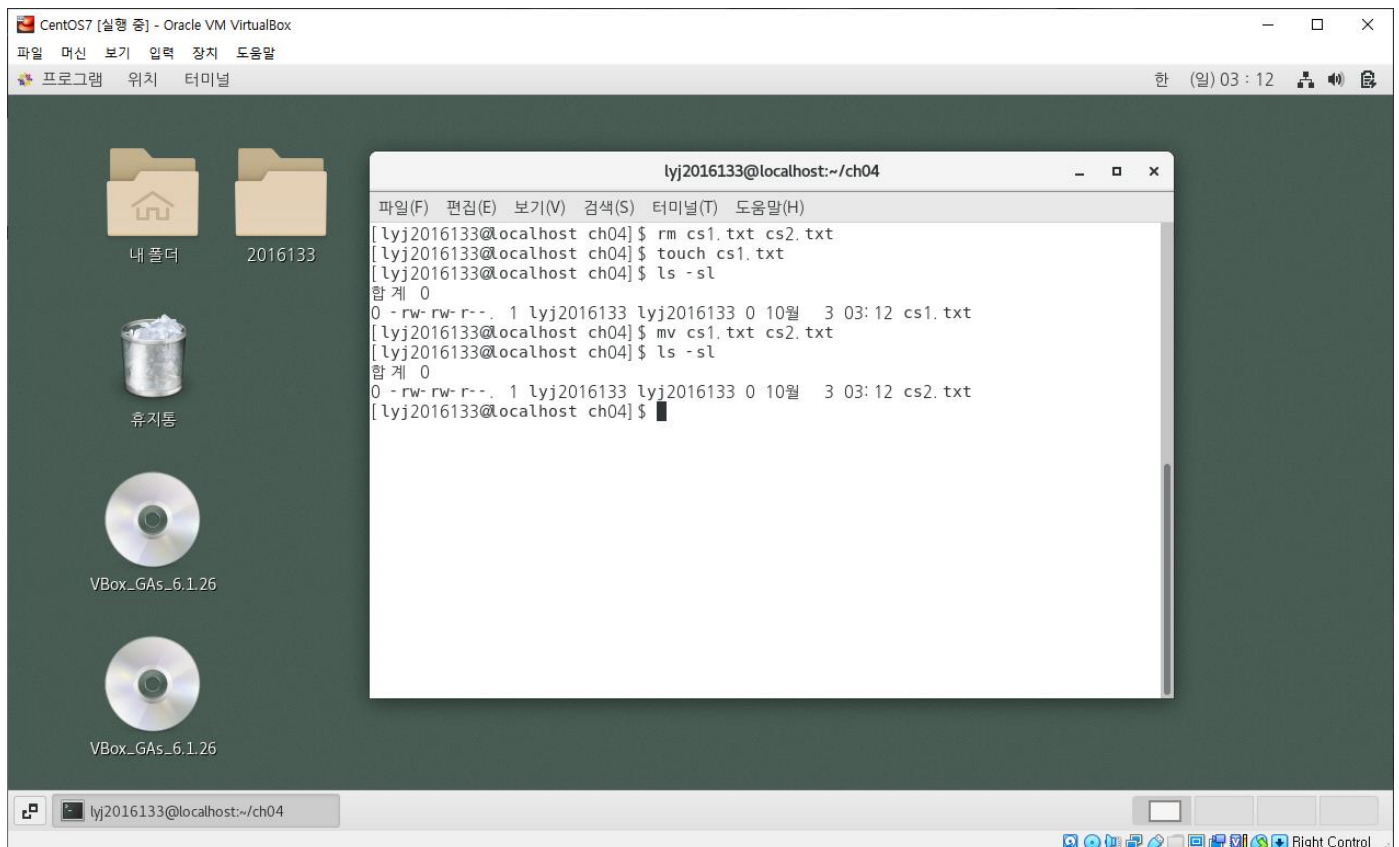 CentOS7 [실행 중] - Oracle VM VirtualBox
파일 머신 보기 입력 장치 도움말
프로그램 위치 터미널 한 (일) 03 : 12
내 폴더
2016133
휴지통
VBox_GAs_6.1.26
VBox_GAs_6.1.26
lyj2016133@localhost:~/ch04
파일(F) 편집(E) 보기(V) 검색(S) 터미널(T) 도움말(H)
[lyj2016133@localhost ch04]$ rm cs1.txt cs2.txt
[lyj2016133@localhost ch04]$ touch cs1.txt
[lyj2016133@localhost ch04]$ ls -sl
합계 0
0 -rw-rw-r--. 1 lyj2016133 lyj2016133 0 10월  3 03:12 cs1.txt
[lyj2016133@localhost ch04]$ mv cs1.txt cs2.txt
[lyj2016133@localhost ch04]$ ls -sl
합계 0
0 -rw-rw-r--. 1 lyj2016133 lyj2016133 0 10월  3 03:12 cs2.txt
[lyj2016133@localhost ch04]$
lyj2016133@localhost:~/ch04
Right Control